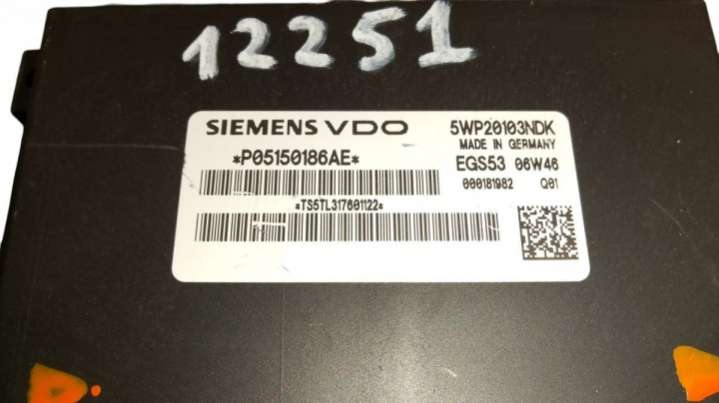 12251
SIEMENS VDO
5WP20103NDK
MADE IN GERMANY
*P05150186AE*
EGS53 06W46
000181982 Q01
*TS5TL317601122*